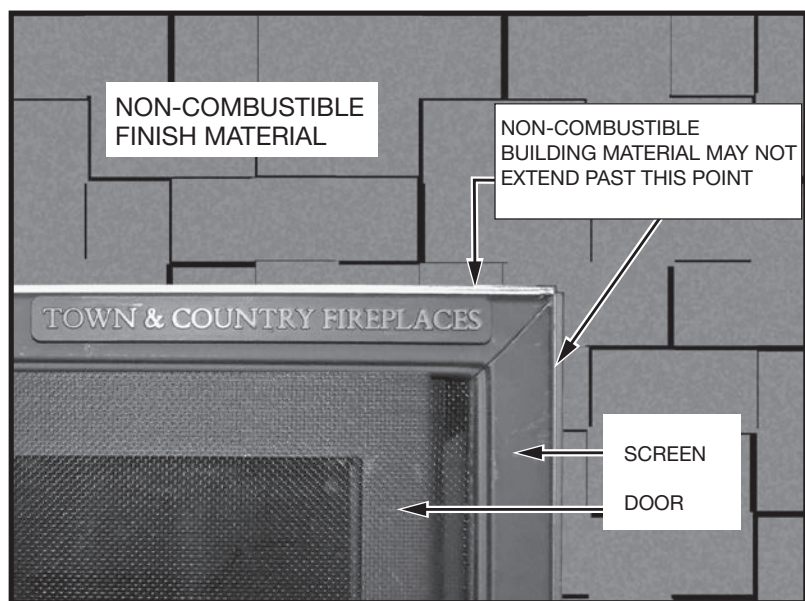 NON-COMBUSTIBLE
FINISH MATERIAL
NON-COMBUSTIBLE
BUILDING MATERIAL MAY NOT
EXTEND PAST THIS POINT
TOWN & COUNTRY FIREPLACES
SCREEN
DOOR